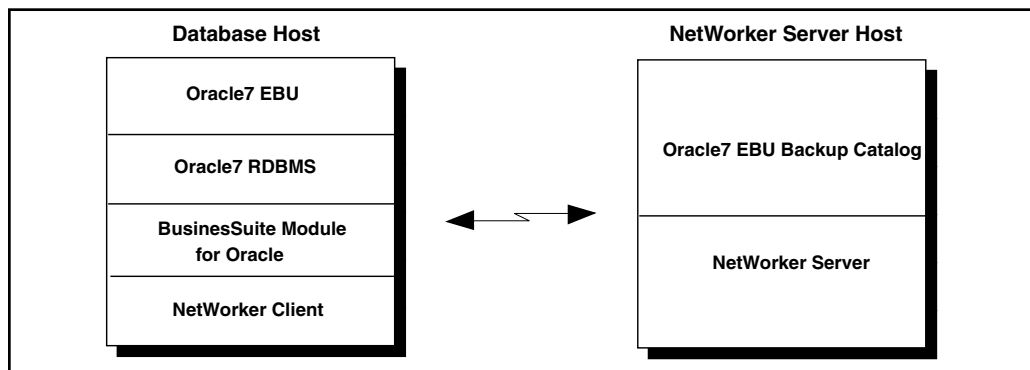 Database Host
Oracle7 EBU
Oracle7 RDBMS
BusinesSuite Module
for Oracle
NetWorker Client
NetWorker Server Host
Oracle7 EBU Backup Catalog
NetWorker Server